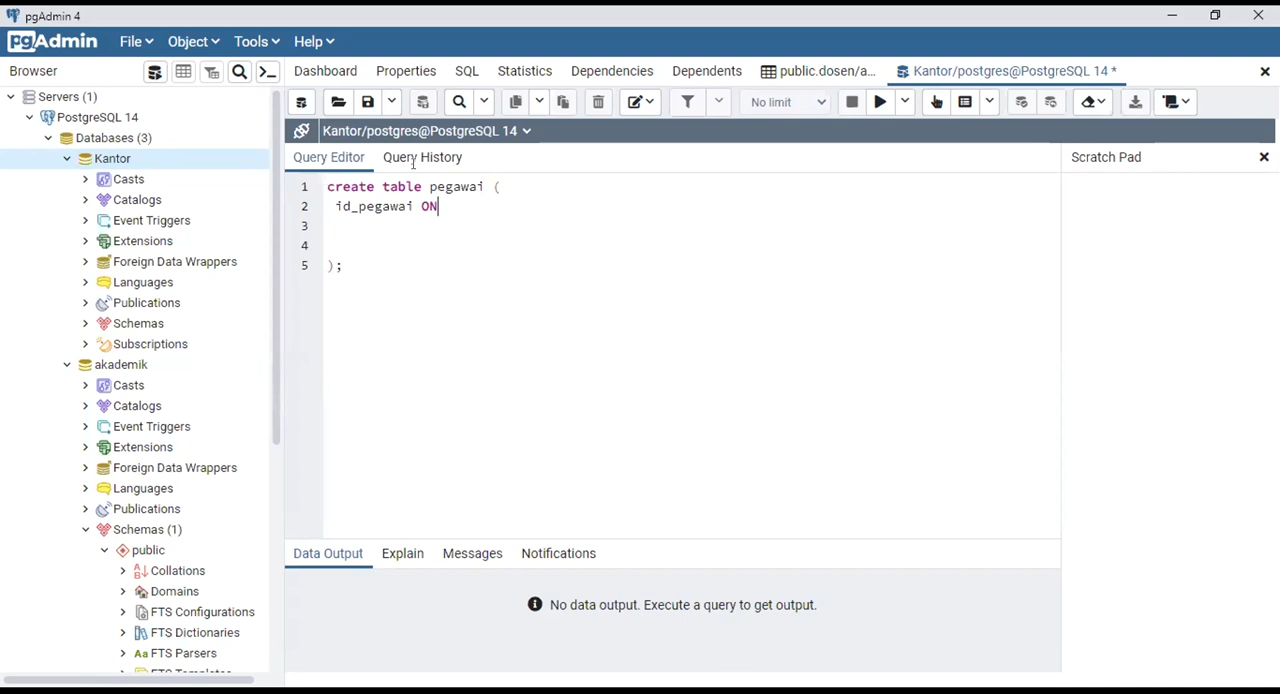 pgAdmin 4
pgAdmin File Object Tools Help
Browser
Dashboard Properties SQL Statistics Dependencies Dependents public.dosen/a... Kantor/postgres@PostgreSQL 14 *
Servers (1)
PostgreSQL 14
Databases (3)
Kantor
Casts
Catalogs
Event Triggers
Extensions
Foreign Data Wrappers
Languages
Publications
Schemas
Subscriptions
akademik
Casts
Catalogs
Event Triggers
Extensions
Foreign Data Wrappers
Languages
Publications
Schemas (1)
public
Collations
Domains
FTS Configurations
FTS Dictionaries
Aa FTS Parsers
FTS Templates
No limit
Kantor/postgres@PostgreSQL 14
Query Editor Query History
Scratch Pad
1 create table pegawai (
2 id_pegawai ON
3
4
5 );
Data Output Explain Messages Notifications
No data output. Execute a query to get output.